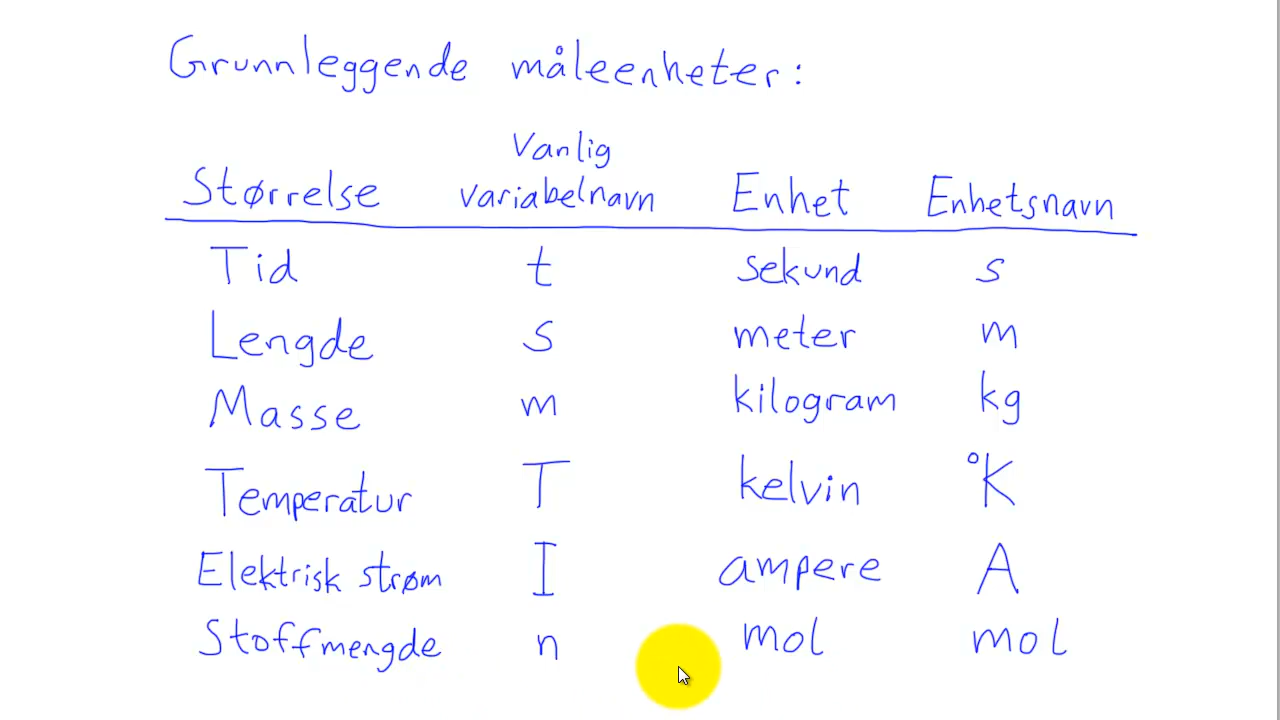 Grunnleggende måleenheter:
Vanlig
Størrelse variabelnavn Enhet Enhetsnavn
Tid t sekund s
Lengde s meter m
Masse m kilogram kg
Temperatur T kelvin °K
Elektrisk strøm I ampere A
Stoffmengde n mol mol